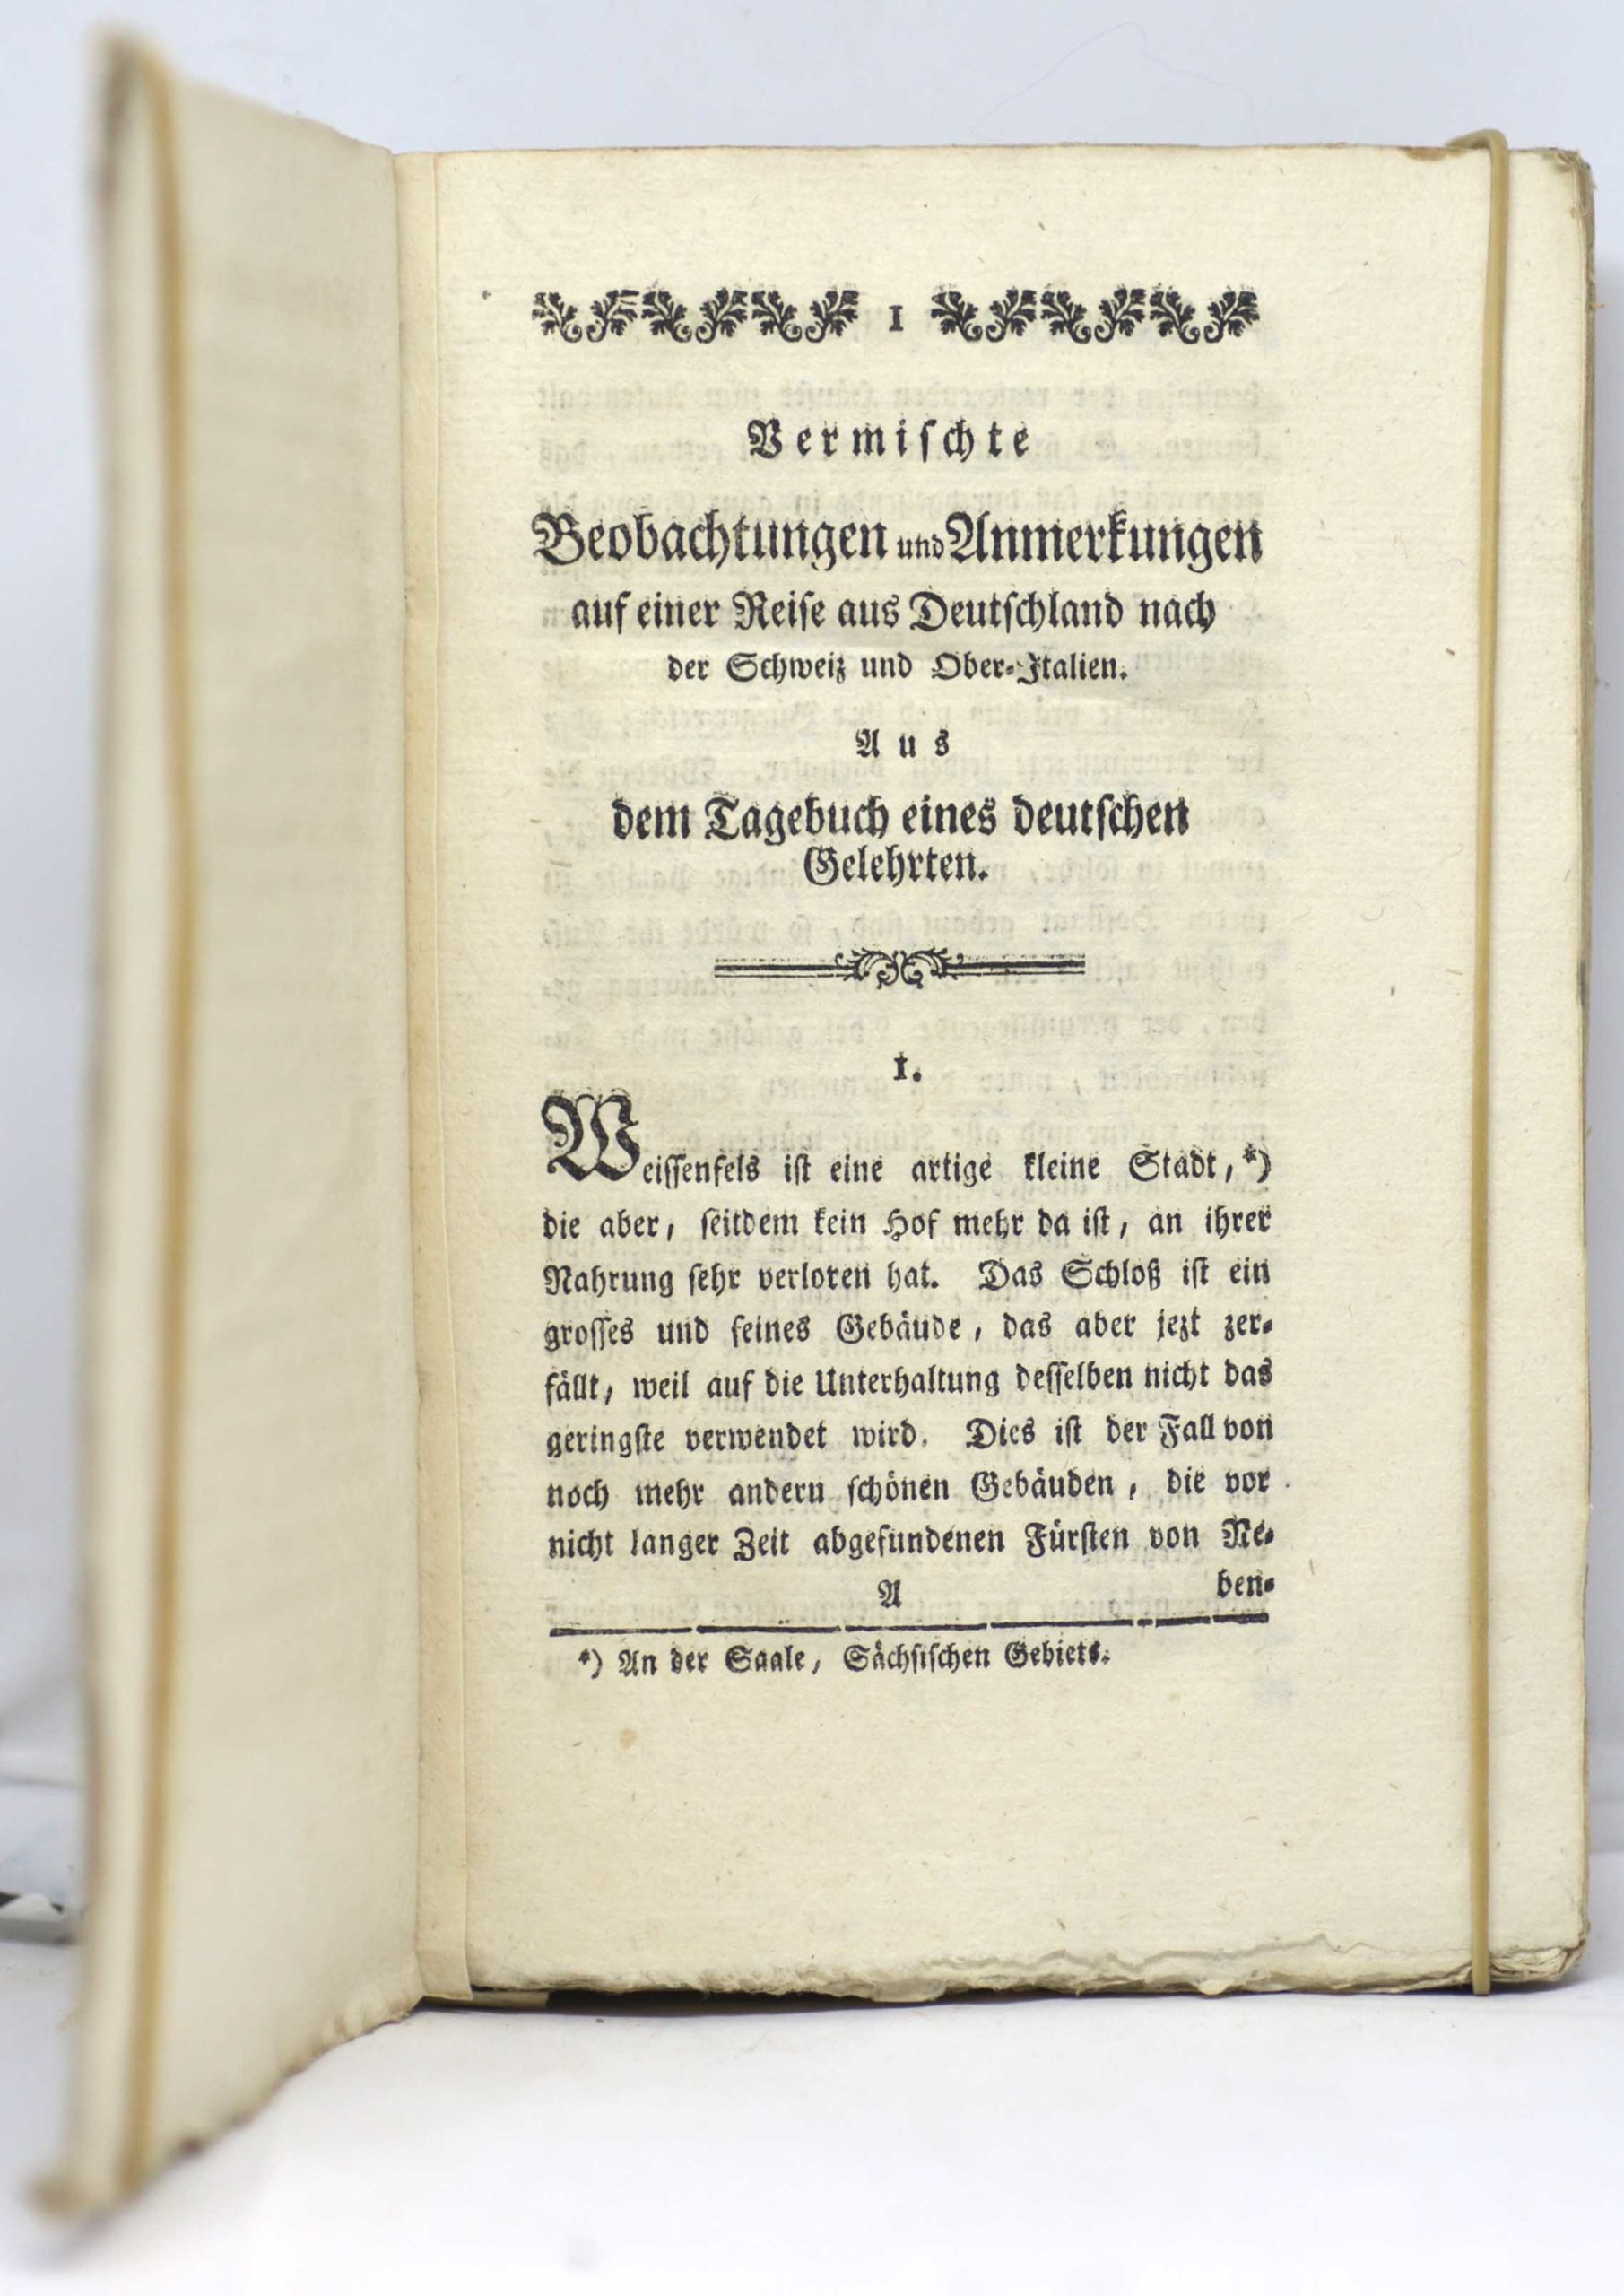 1
Vermischte
Beobachtungen und Anmerkungen
auf einer Reise aus Deutschland nach
der Schweiz und Ober-Italien.
Aus
dem Tagebuch eines deutschen
Gelehrten.
1.
Weissenfels ist eine artige kleine Stadt, *)
die aber, seitdem kein Hof mehr da ist, an ihrer
Nahrung sehr verloren hat. Das Schloß ist ein
grosses und feines Gebäude, das aber jezt zer-
fällt, weil auf die Unterhaltung desselben nicht das
geringste verwendet wird. Dies ist der Fall von
noch mehr andern schönen Gebäuden, die vor
nicht langer Zeit abgefundenen Fürsten von Ne-
A ben-
*) An der Saale, Sächsischen Gebiets.